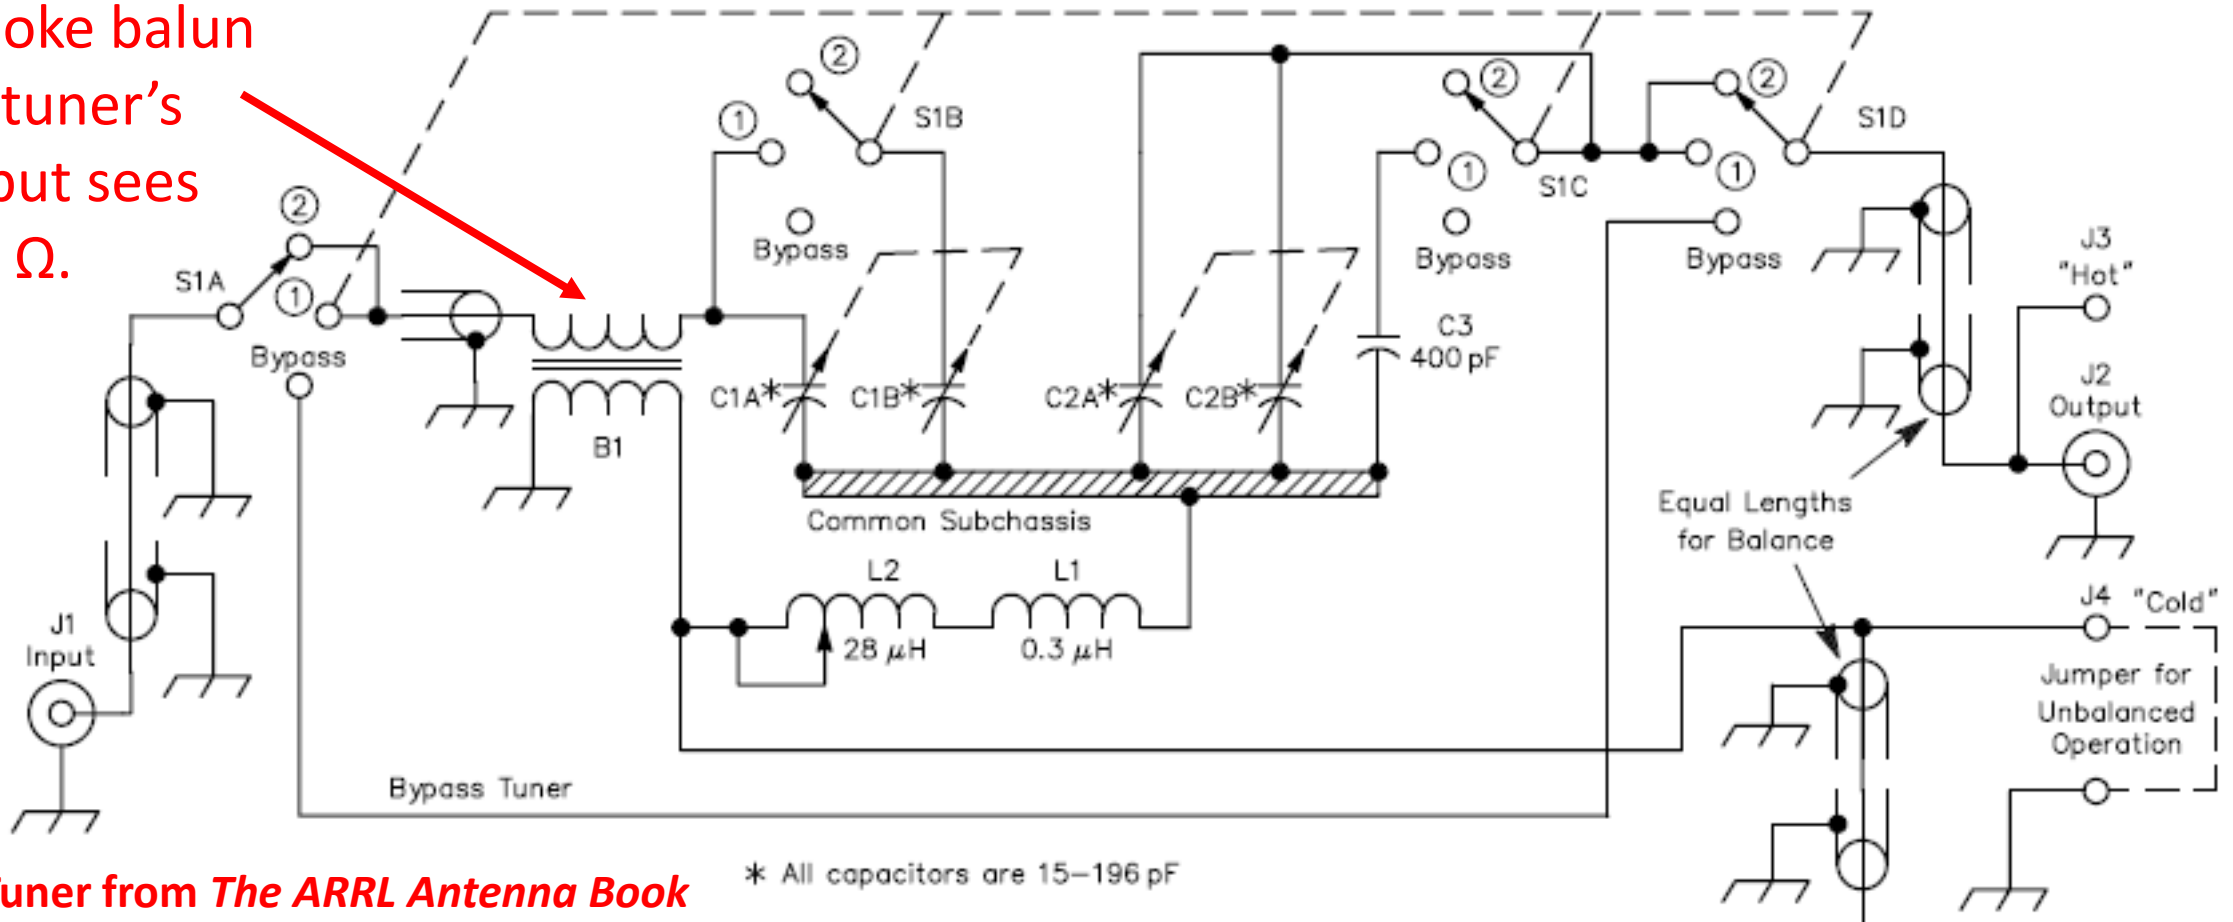 oke balun
tuner's
out sees
Ω.
S1A
②
①
Bypass
J1
Input
B1
①
②
S1B
Bypass
C1A*
C1B*
C2A*
C2B*
C3
400 pF
②
①
S1C
Bypass
②
①
S1D
Bypass
Common Subchassis
L2
28 μH
L1
0.3 μH
Bypass Tuner
J3
"Hot"
J2
Output
Equal Lengths
for Balance
J4 "Cold"
Jumper for
Unbalanced
Operation
* All capacitors are 15–196 pF
Tuner from The ARRL Antenna Book